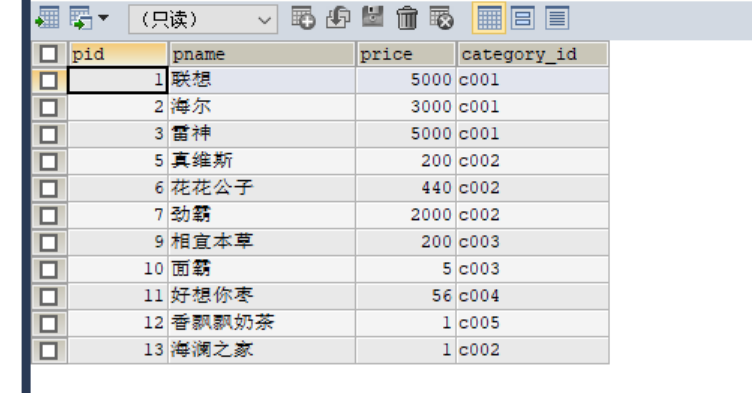 （只读）
pid pname price category_id
1 联想 5000 c001
2 海尔 3000 c001
3 雷神 5000 c001
5 真维斯 200 c002
6 花花公子 440 c002
7 劲霸 2000 c002
9 相宜本草 200 c003
10 面霸 5 c003
11 好想你枣 56 c004
12 香飘飘奶茶 1 c005
13 海澜之家 1 c002